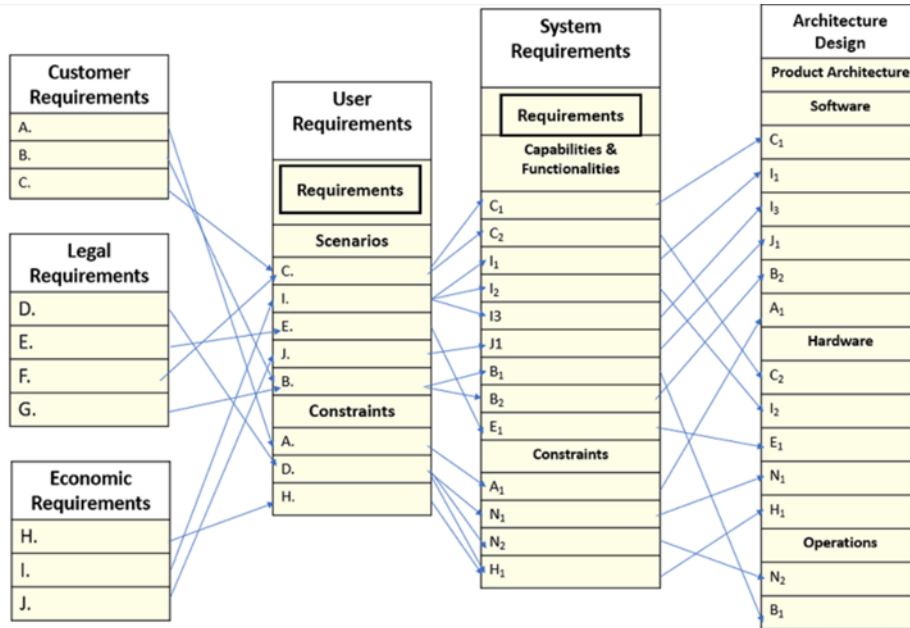 Customer
Requirements
A.
B.
C.
Legal
Requirements
D.
E.
F.
G.
Economic
Requirements
H.
I.
J.
User
Requirements
Requirements
Scenarios
C.
I.
E.
J.
B.
Constraints
A.
D.
H.
System
Requirements
Requirements
Capabilities &
Functionalities
C₁
C₂
I₁
I₂
I3
J1
B₁
B₂
E₁
Constraints
A₁
N₁
N₂
H₁
Architecture
Design
Product Architecture
Software
C₁
I₁
I₃
J₁
B₂
A₁
Hardware
C₂
I₂
E₁
N₁
H₁
Operations
N₂
B₁